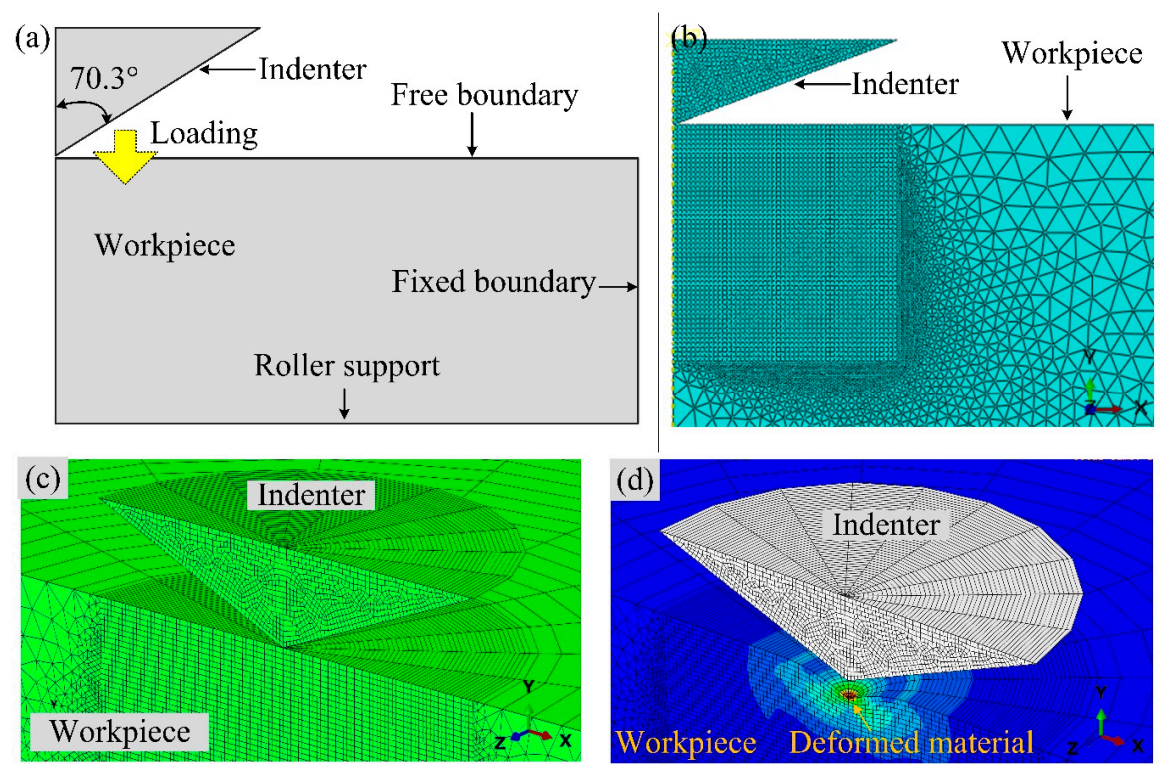 (a)
70.3°
Indenter
Free boundary
Loading
Workpiece
Fixed boundary
Roller support
(b)
Workpiece
Indenter
Y
Z
X
(c)
Indenter
Workpiece
Y
Z
X
(d)
Indenter
Workpiece
Deformed material
Y
Z
X